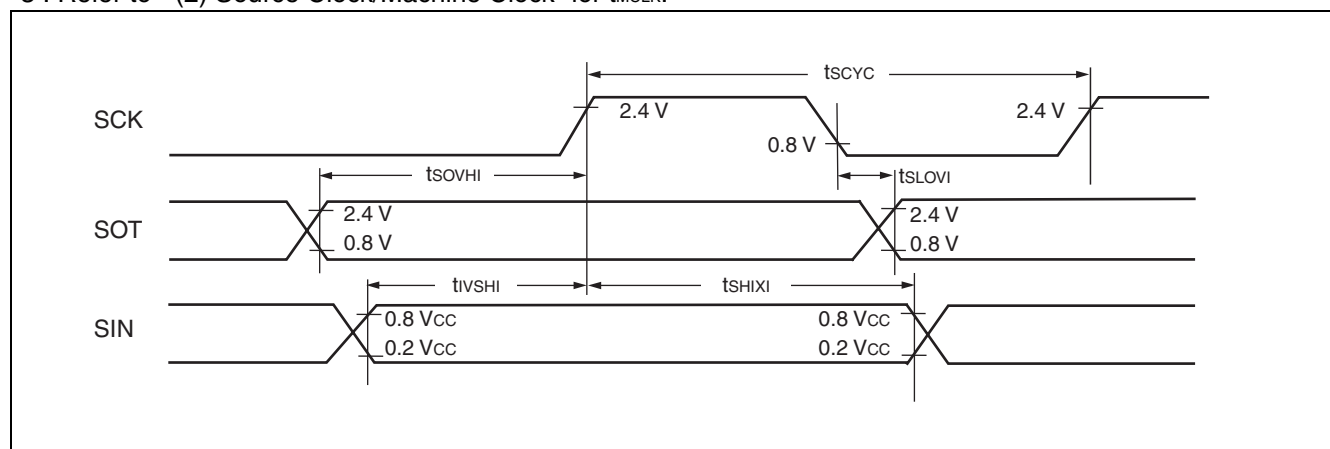 tSCYC
SCK
2.4 V
2.4 V
0.8 V
tSOVHI
tSLOVI
SOT
2.4 V
2.4 V
0.8 V
0.8 V
tIVSHI
tSHIXI
SIN
0.8 VCC
0.8 VCC
0.2 VCC
0.2 VCC